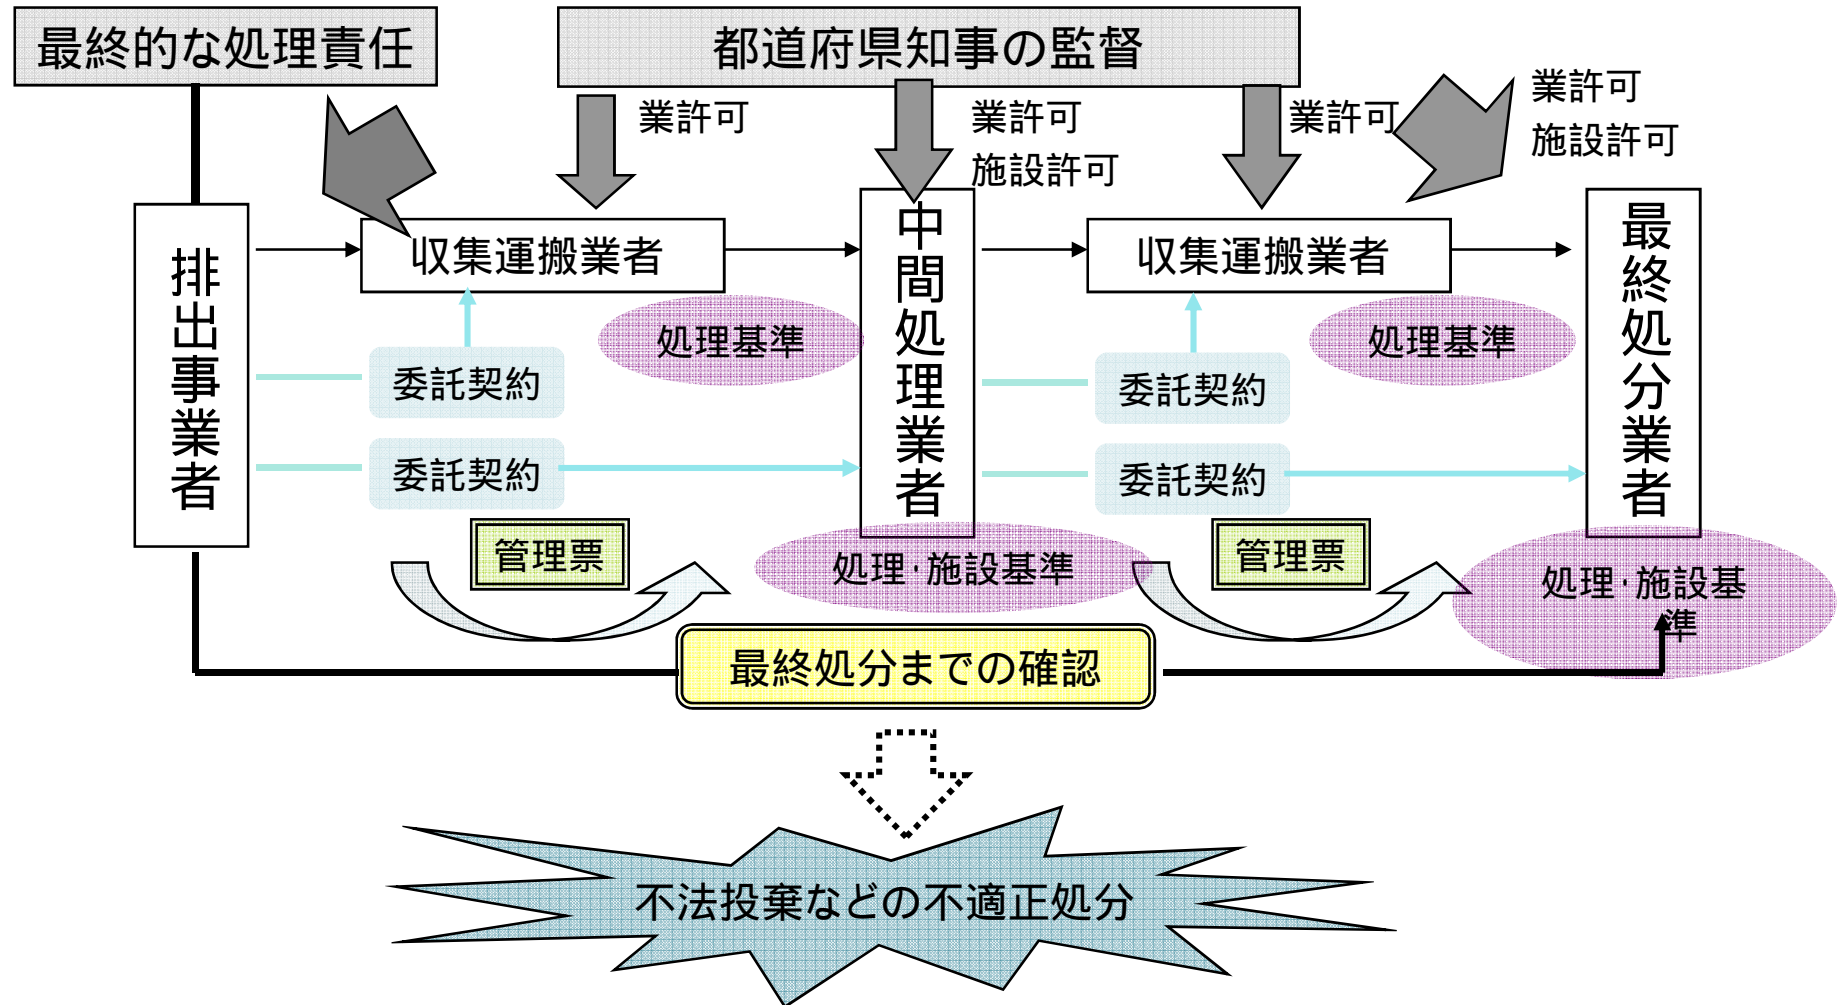 最終的な処理責任
都道府県知事の監督
業許可
業許可
施設許可
業許可
業許可
施設許可
排出事業者
収集運搬業者
中間処理業者
収集運搬業者
最終処分業者
処理基準
処理基準
委託契約
委託契約
委託契約
委託契約
管理票
管理票
処理・施設基準
処理・施設基
準
最終処分までの確認
不法投棄などの不適正処分